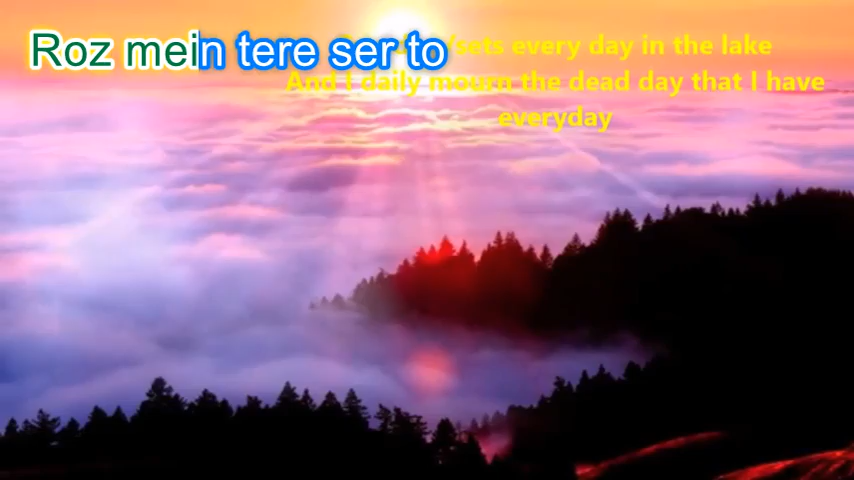 Roz mein tere ser to
sets every day in the lake
And I daily mourn the dead day that I have
everyday